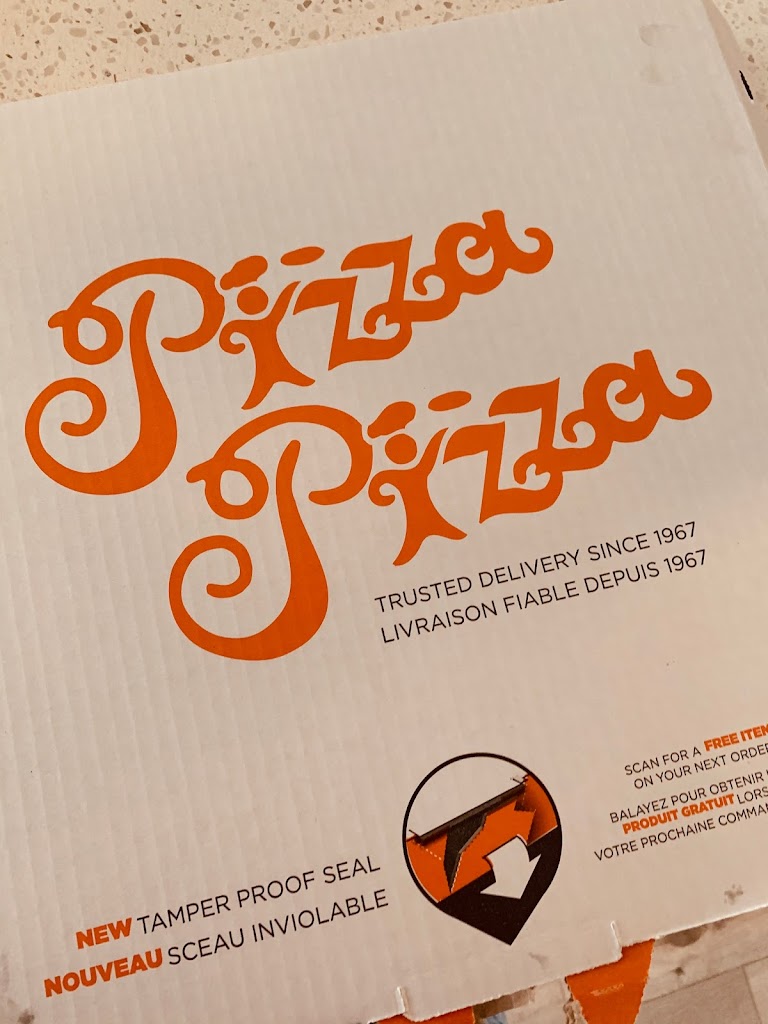 Pizza
Pizza
TRUSTED DELIVERY SINCE 1967
LIVRAISON FIABLE DEPUIS 1967
SCAN FOR A FREE ITEM
ON YOUR NEXT ORDER
BALAYEZ POUR OBTENIR
PRODUIT GRATUIT LORS
VOTRE PROCHAINE
NEW TAMPER PROOF SEAL
NOUVEAU SCEAU INVIOLABLE